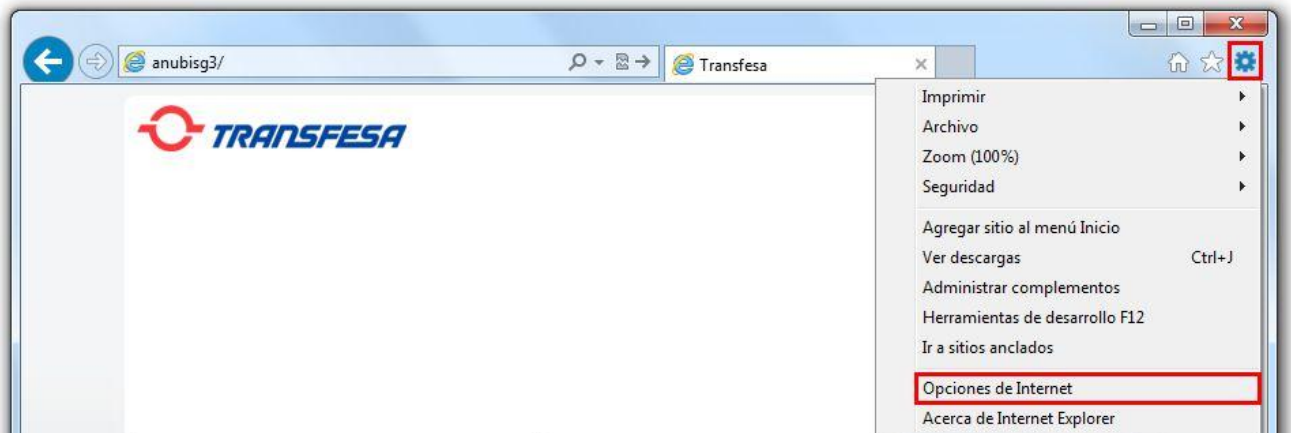 anubisg3/
Transfesa
TRANSFESA
Imprimir
Archivo
Zoom (100%)
Seguridad
Agregar sitio al menú Inicio
Ver descargas Ctrl+J
Administrar complementos
Herramientas de desarrollo F12
Ir a sitios anclados
Opciones de Internet
Acerca de Internet Explorer